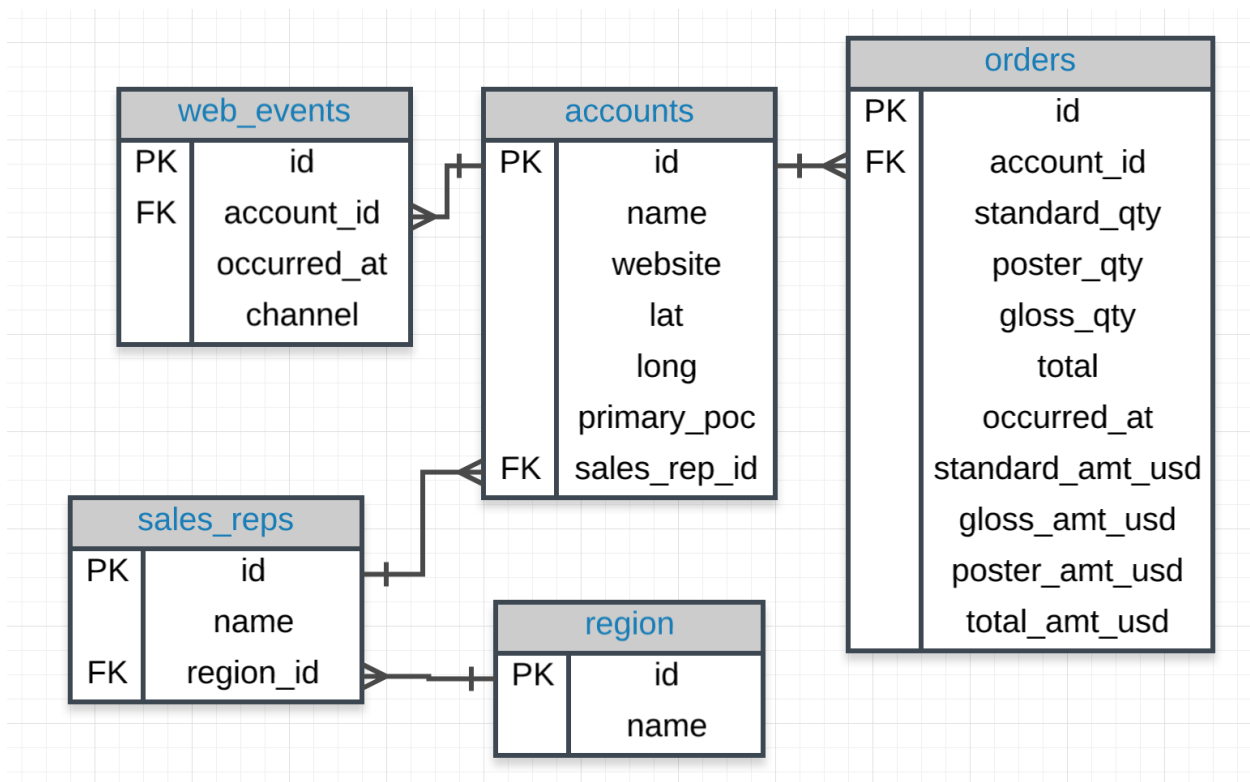 web_events
PK id
FK account_id
occurred_at
channel
accounts
PK id
name
website
lat
long
primary_poc
FK sales_rep_id
orders
PK id
FK account_id
standard_qty
poster_qty
gloss_qty
total
occurred_at
standard_amt_usd
gloss_amt_usd
poster_amt_usd
total_amt_usd
sales_reps
PK id
name
FK region_id
region
PK id
name